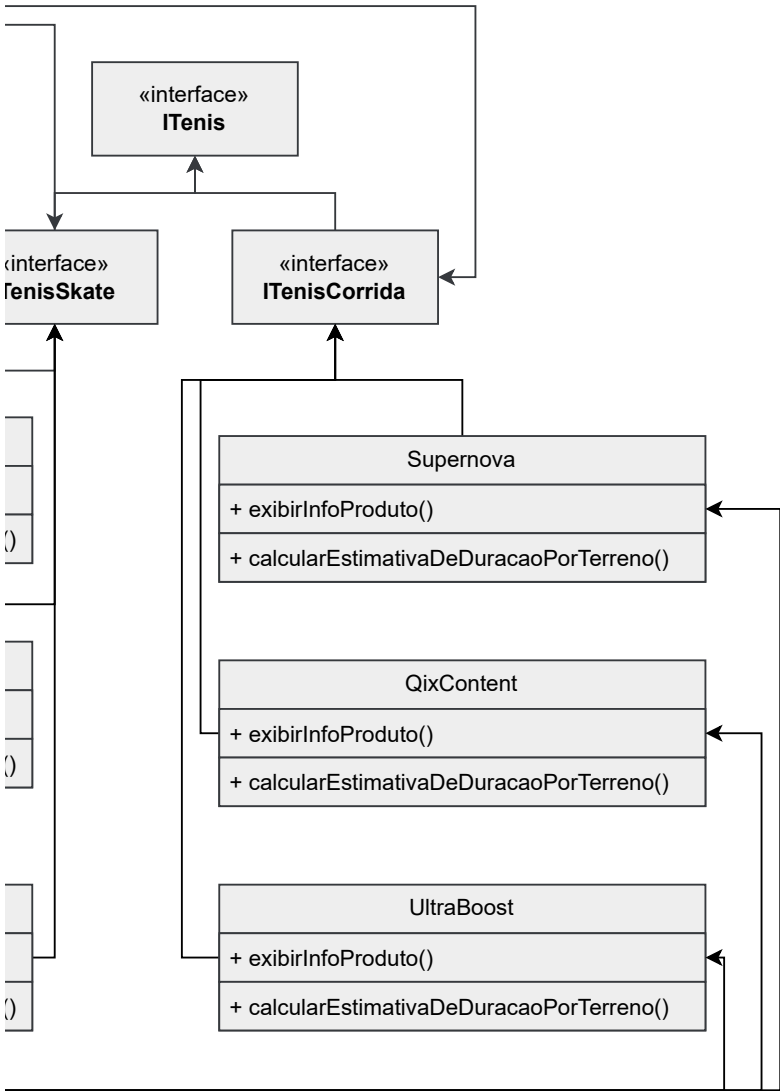 «interface»
ITenis
«interface»
TenisSkate
«interface»
ITenisCorrida
Supernova
+ exibirInfoProduto()
()
+ calcularEstimativaDeDuracaoPorTerreno()
QixContent
+ exibirInfoProduto()
()
+ calcularEstimativaDeDuracaoPorTerreno()
UltraBoost
+ exibirInfoProduto()
()
+ calcularEstimativaDeDuracaoPorTerreno()